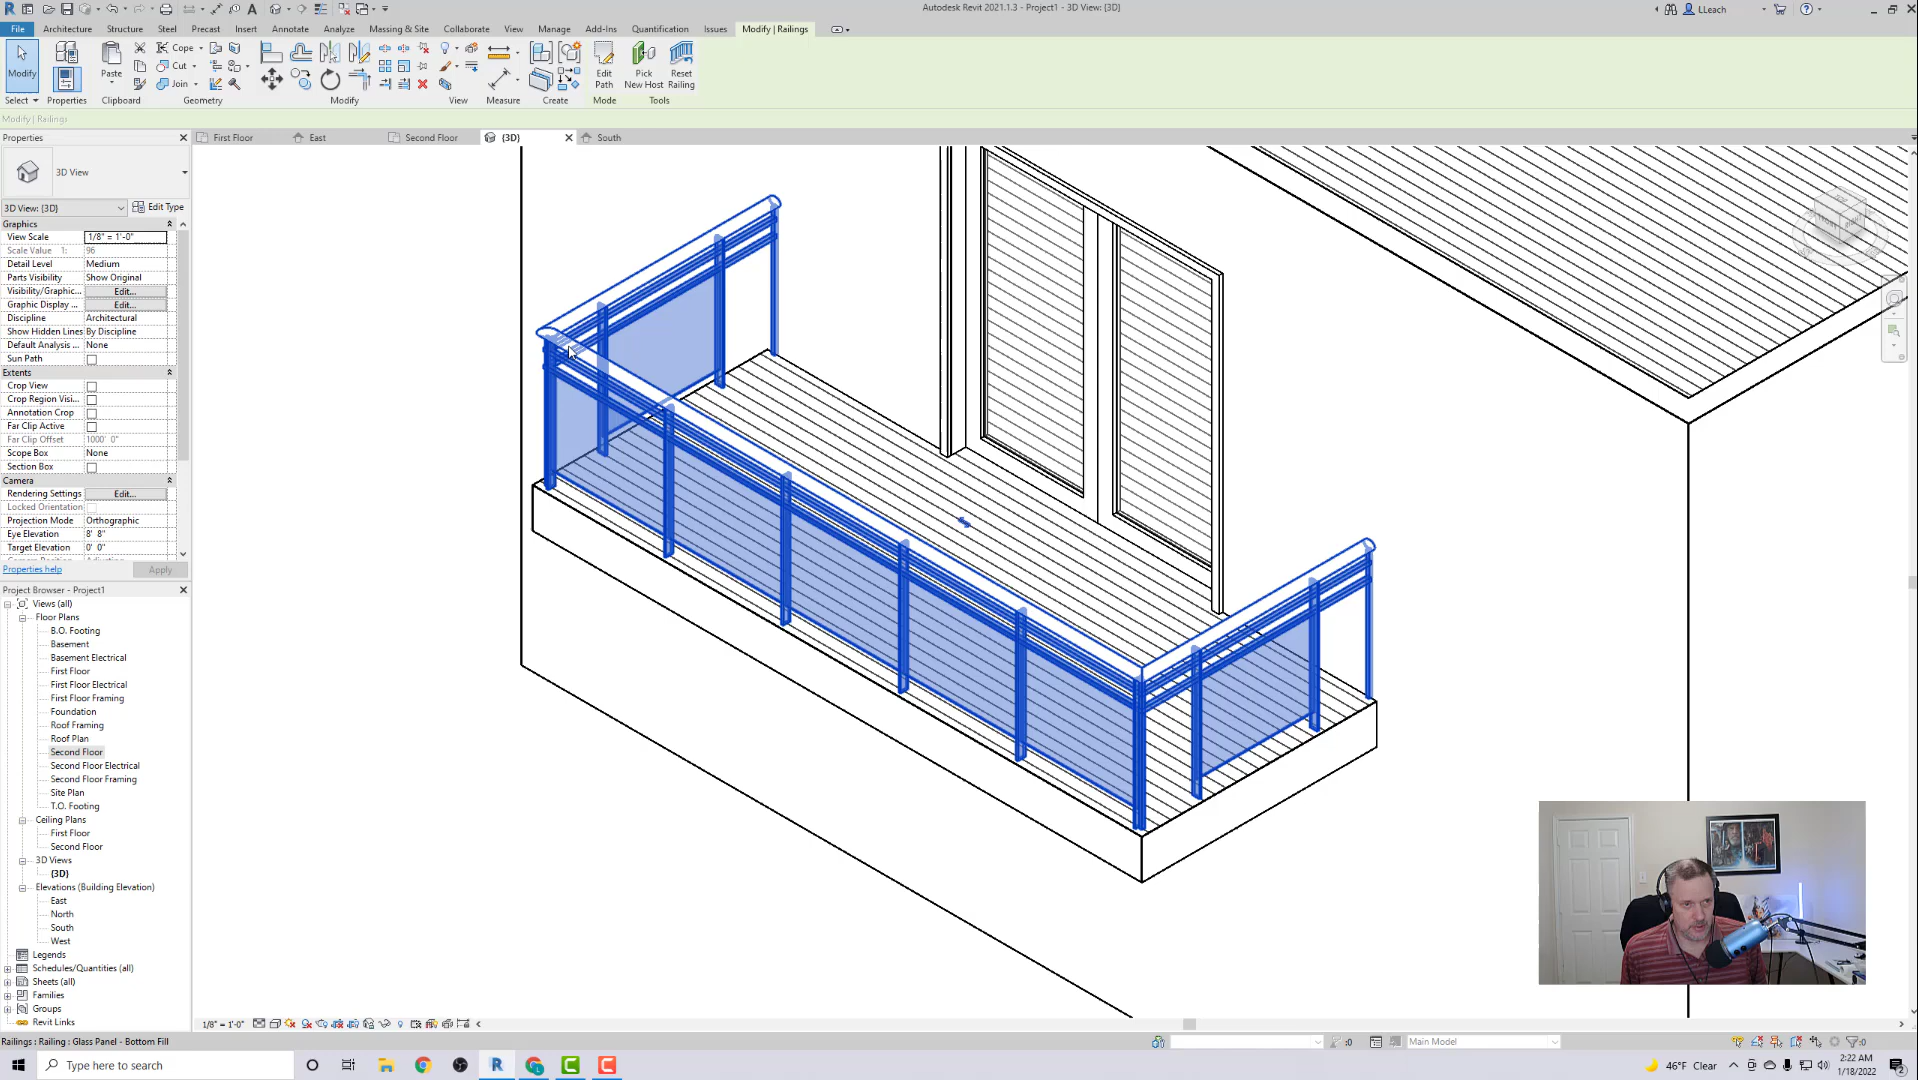 Autodesk Revit 2021.1.3 - Project1 - 3D View: {3D}
LLeach
File Architecture Structure Steel Precast Insert Annotate Analyze Massing & Site Collaborate View Manage Add-Ins Quantification Issues Modify | Railings
Modify
Paste
Cope
Cut
Join
Edit Path
Pick New Host
Reset Railing
Select Properties Clipboard Geometry Modify View Measure Create Mode Tools
Modify | Railings
Properties
First Floor
East
Second Floor
{3D}
South
3D View
3D View: {3D}
Edit Type
Graphics
View Scale 1/8" = 1'-0"
Scale Value 1: 96
Detail Level Medium
Parts Visibility Show Original
Visibility/Graphic... Edit...
Graphic Display ... Edit...
Discipline Architectural
Show Hidden Lines By Discipline
Default Analysis ... None
Sun Path
Extents
Crop View
Crop Region Visi...
Annotation Crop
Far Clip Active
Far Clip Offset 1000' 0"
Scope Box None
Section Box
Camera
Rendering Settings Edit...
Locked Orientation
Projection Mode Orthographic
Eye Elevation 8' 8"
Target Elevation 0' 0"
Properties help
Apply
Project Browser - Project1
Views (all)
Floor Plans
B.O. Footing
Basement
Basement Electrical
First Floor
First Floor Electrical
First Floor Framing
Foundation
Roof Framing
Roof Plan
Second Floor
Second Floor Electrical
Second Floor Framing
Site Plan
T.O. Footing
Ceiling Plans
First Floor
Second Floor
3D Views
{3D}
Elevations (Building Elevation)
East
North
South
West
Legends
Schedules/Quantities (all)
Sheets (all)
Families
Groups
Revit Links
1/8" = 1'-0"
Railings : Railing : Glass Panel - Bottom Fill
:0
Main Model
:0
Type here to search
46°F Clear
2:22 AM
1/18/2022